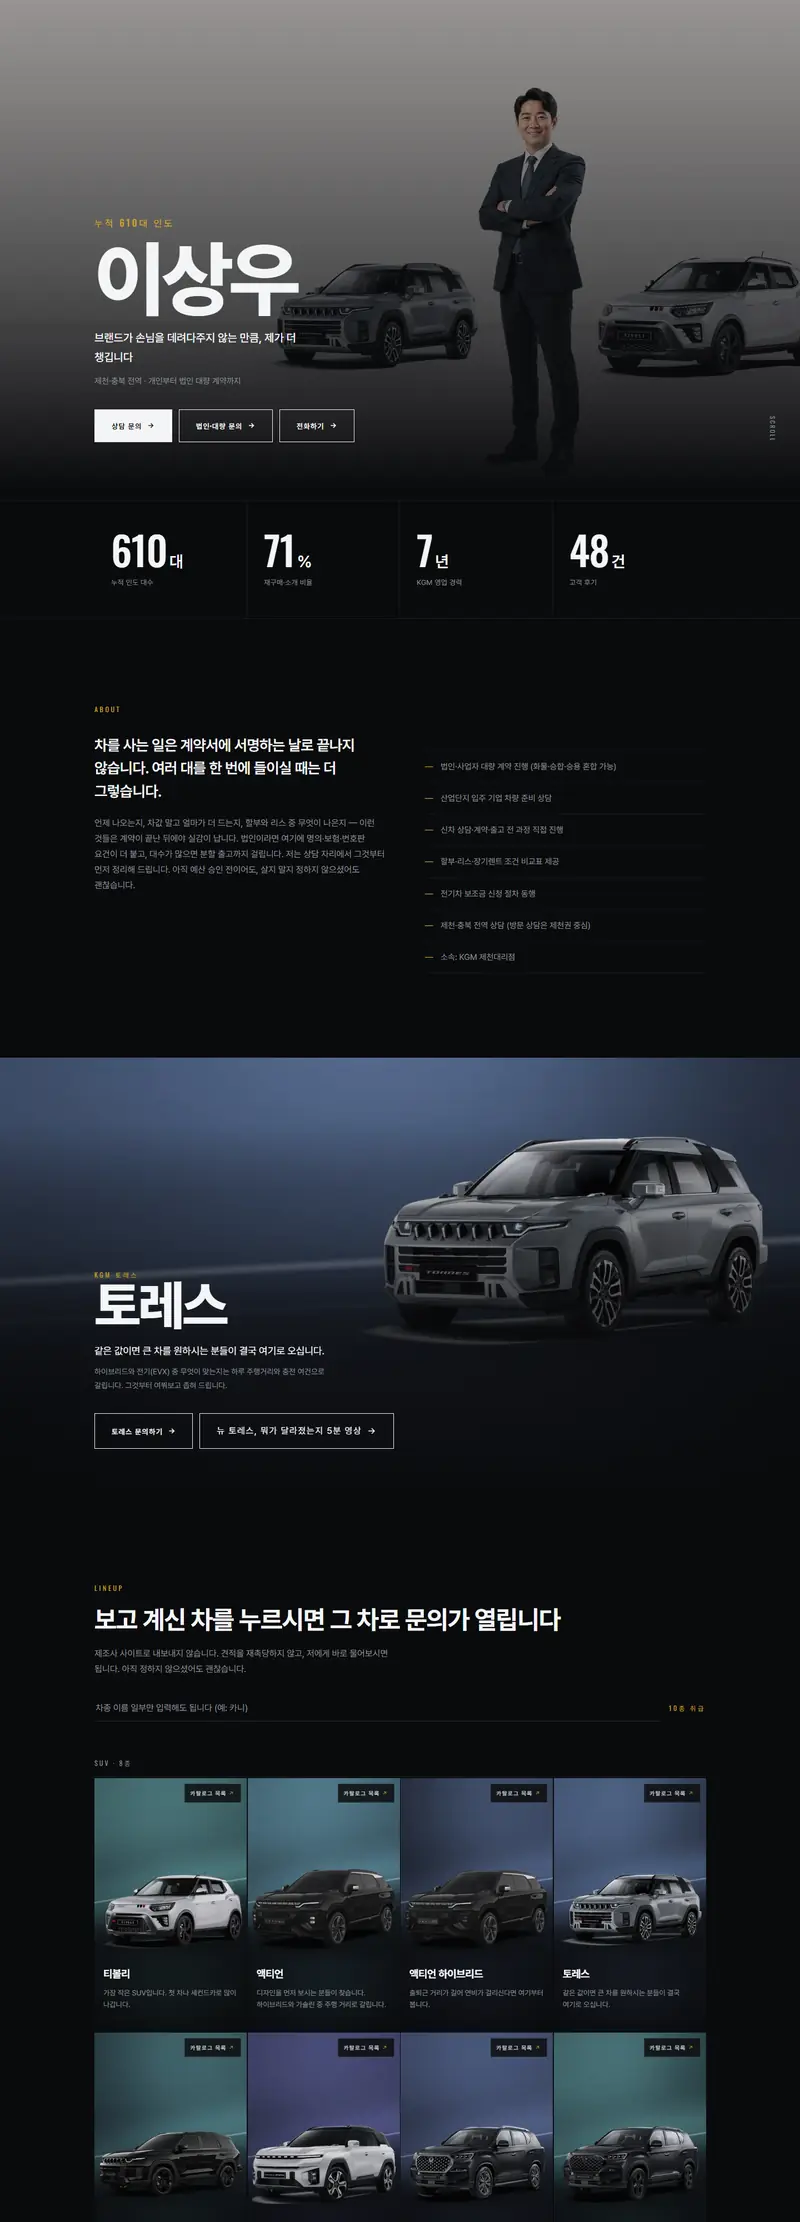 누적 610대 인도
이상우
브랜드가 손님을 데려다주지 않는 만큼, 제가 더
챙깁니다
제천·충북 전역 · 개인부터 법인 대량 계약까지
상담 문의 →
법인·대량 문의 →
전화하기 →
SCROLL
610대
누적 인도 대수
71%
재구매·소개 비율
7년
KGM 영업 경력
48건
고객 후기
ABOUT
차를 사는 일은 계약서에 서명하는 날로 끝나지
않습니다. 여러 대를 한 번에 들이실 때는 더
그렇습니다.
언제 나오는지, 차값 말고 얼마가 더 드는지, 할부와 리스 중 무엇이 나은지 — 이런
것들은 계약이 끝난 뒤에야 실감이 납니다. 법인이라면 여기에 명의·보험·번호판
요건이 더 붙고, 대수가 많으면 분할 출고까지 걸립니다. 저는 상담 자리에서 그것부터
먼저 정리해 드립니다. 아직 예산 승인 전이어도, 살지 말지 정하지 않으셨어도
괜찮습니다.
— 법인·사업자 대량 계약 진행 (화물·승합·승용 혼합 가능)
— 산업단지 입주 기업 차량 준비 상담
— 신차 상담·계약·출고 전 과정 직접 진행
— 할부·리스·장기렌트 조건 비교표 제공
— 전기차 보조금 신청 절차 동행
— 제천·충북 전역 상담 (방문 상담은 제천권 중심)
— 소속: KGM 제천대리점
KGM 토레스
토레스
같은 값이면 큰 차를 원하시는 분들이 결국 여기로 오십니다.
하이브리드와 전기(EVX) 중 무엇이 맞는지는 하루 주행거리와 충전 여건으로
갈립니다. 그것부터 여쭤보고 좁혀 드립니다.
토레스 문의하기 →
뉴 토레스, 뭐가 달라졌는지 5분 영상 →
TORRES
LINEUP
보고 계신 차를 누르시면 그 차로 문의가 열립니다
제조사 사이트로 내보내지 않습니다. 견적을 재촉당하지 않고, 저에게 바로 물어보시면
됩니다. 아직 정하지 않으셨어도 괜찮습니다.
차종 이름 일부만 입력해도 됩니다 (예: 카니)
10종 취급
SUV · 8종
카탈로그 목록 ↗
카탈로그 목록 ↗
카탈로그 목록 ↗
카탈로그 목록 ↗
티볼리
가장 작은 SUV입니다. 첫 차나 세컨드카로 많이
나갑니다.
액티언
디자인을 먼저 보시는 분들이 찾습니다.
하이브리드와 가솔린 중 주행 거리로 갈립니다.
액티언 하이브리드
출퇴근 거리가 길어 연비가 걸리신다면 여기부터
봅니다.
토레스
같은 값이면 큰 차를 원하시는 분들이 결국
여기로 오십니다.
카탈로그 목록 ↗
카탈로그 목록 ↗
카탈로그 목록 ↗
카탈로그 목록 ↗